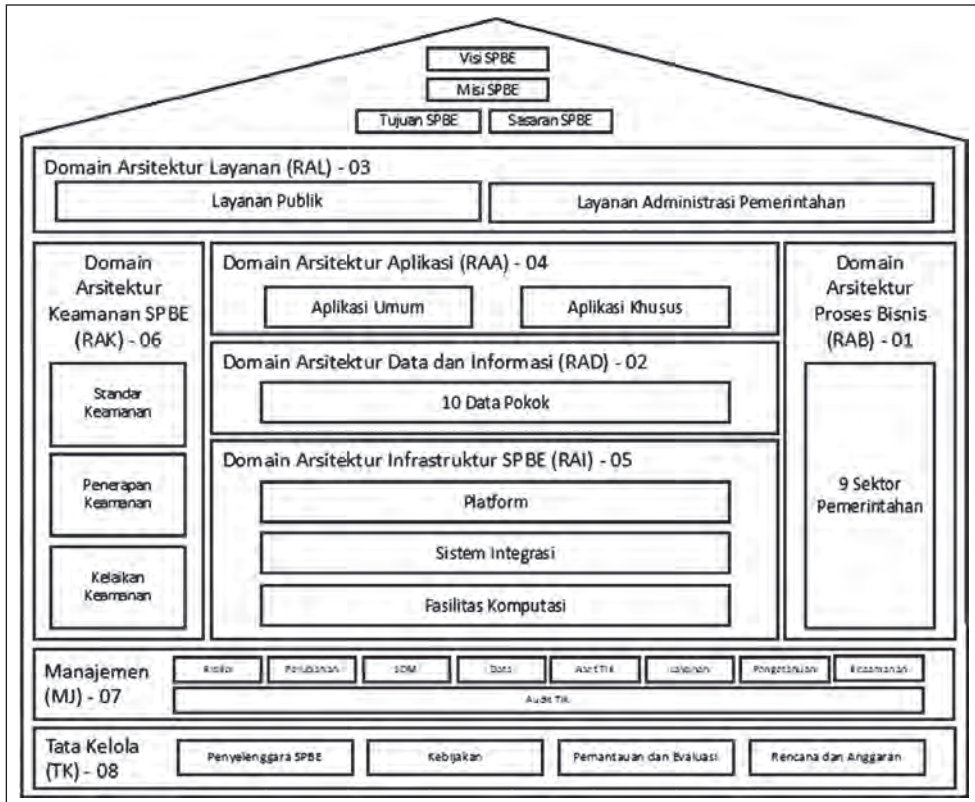 Visi SPBE
Misi SPBE
Tujuan SPBE
Sasaran SPBE
Domain Arsitektur Layanan (RAL) - 03
Layanan Publik
Layanan Administrasi Pemerintahan
Domain
Arsitektur
Keamanan SPBE
(RAK) - 06
Standar
Keamanan
Penerapan
Keamanan
Kelaikan
Keamanan
Domain Arsitektur Aplikasi (RAA) - 04
Aplikasi Umum
Aplikasi Khusus
Domain Arsitektur Data dan Informasi (RAD) - 02
10 Data Pokok
Domain Arsitektur Infrastruktur SPBE (RAI) - 05
Platform
Sistem Integrasi
Fasilitas Komputasi
Domain
Arsitektur
Proses Bisnis
(RAB) - 01
9 Sektor
Pemerintahan
Manajemen
(MJ) - 07
Risiko
Perubahan
SDM
Data
Aset TIK
Layanan
Pengetahuan
Keamanan
Audit TIK
Tata Kelola
(TK) - 08
Penyelenggara SPBE
Kebijakan
Pemantauan dan Evaluasi
Rencana dan Anggaran